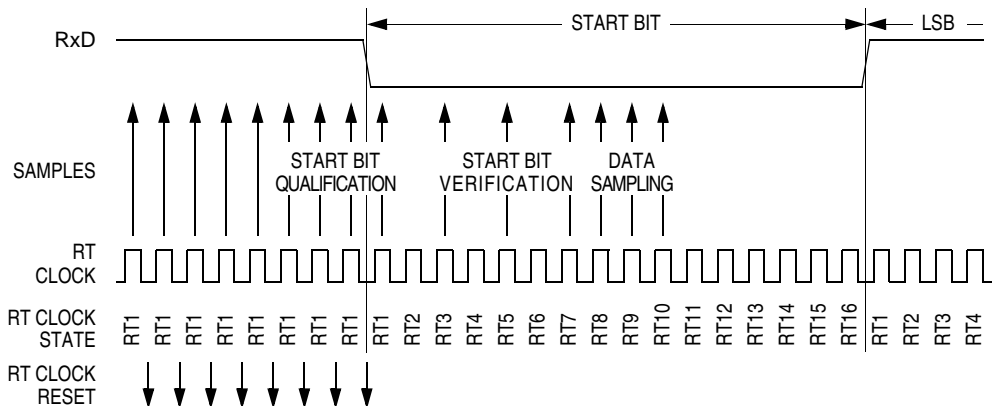 START BIT
LSB
RxD
SAMPLES
START BIT
QUALIFICATION
START BIT
VERIFICATION
DATA
SAMPLING
RT
CLOCK
RT CLOCK
STATE
RT1 RT1 RT1 RT1 RT1 RT1 RT1 RT1 RT1 RT2 RT3 RT4 RT5 RT6 RT7 RT8 RT9 RT10 RT11 RT12 RT13 RT14 RT15 RT16 RT1 RT2 RT3 RT4
RT CLOCK
RESET